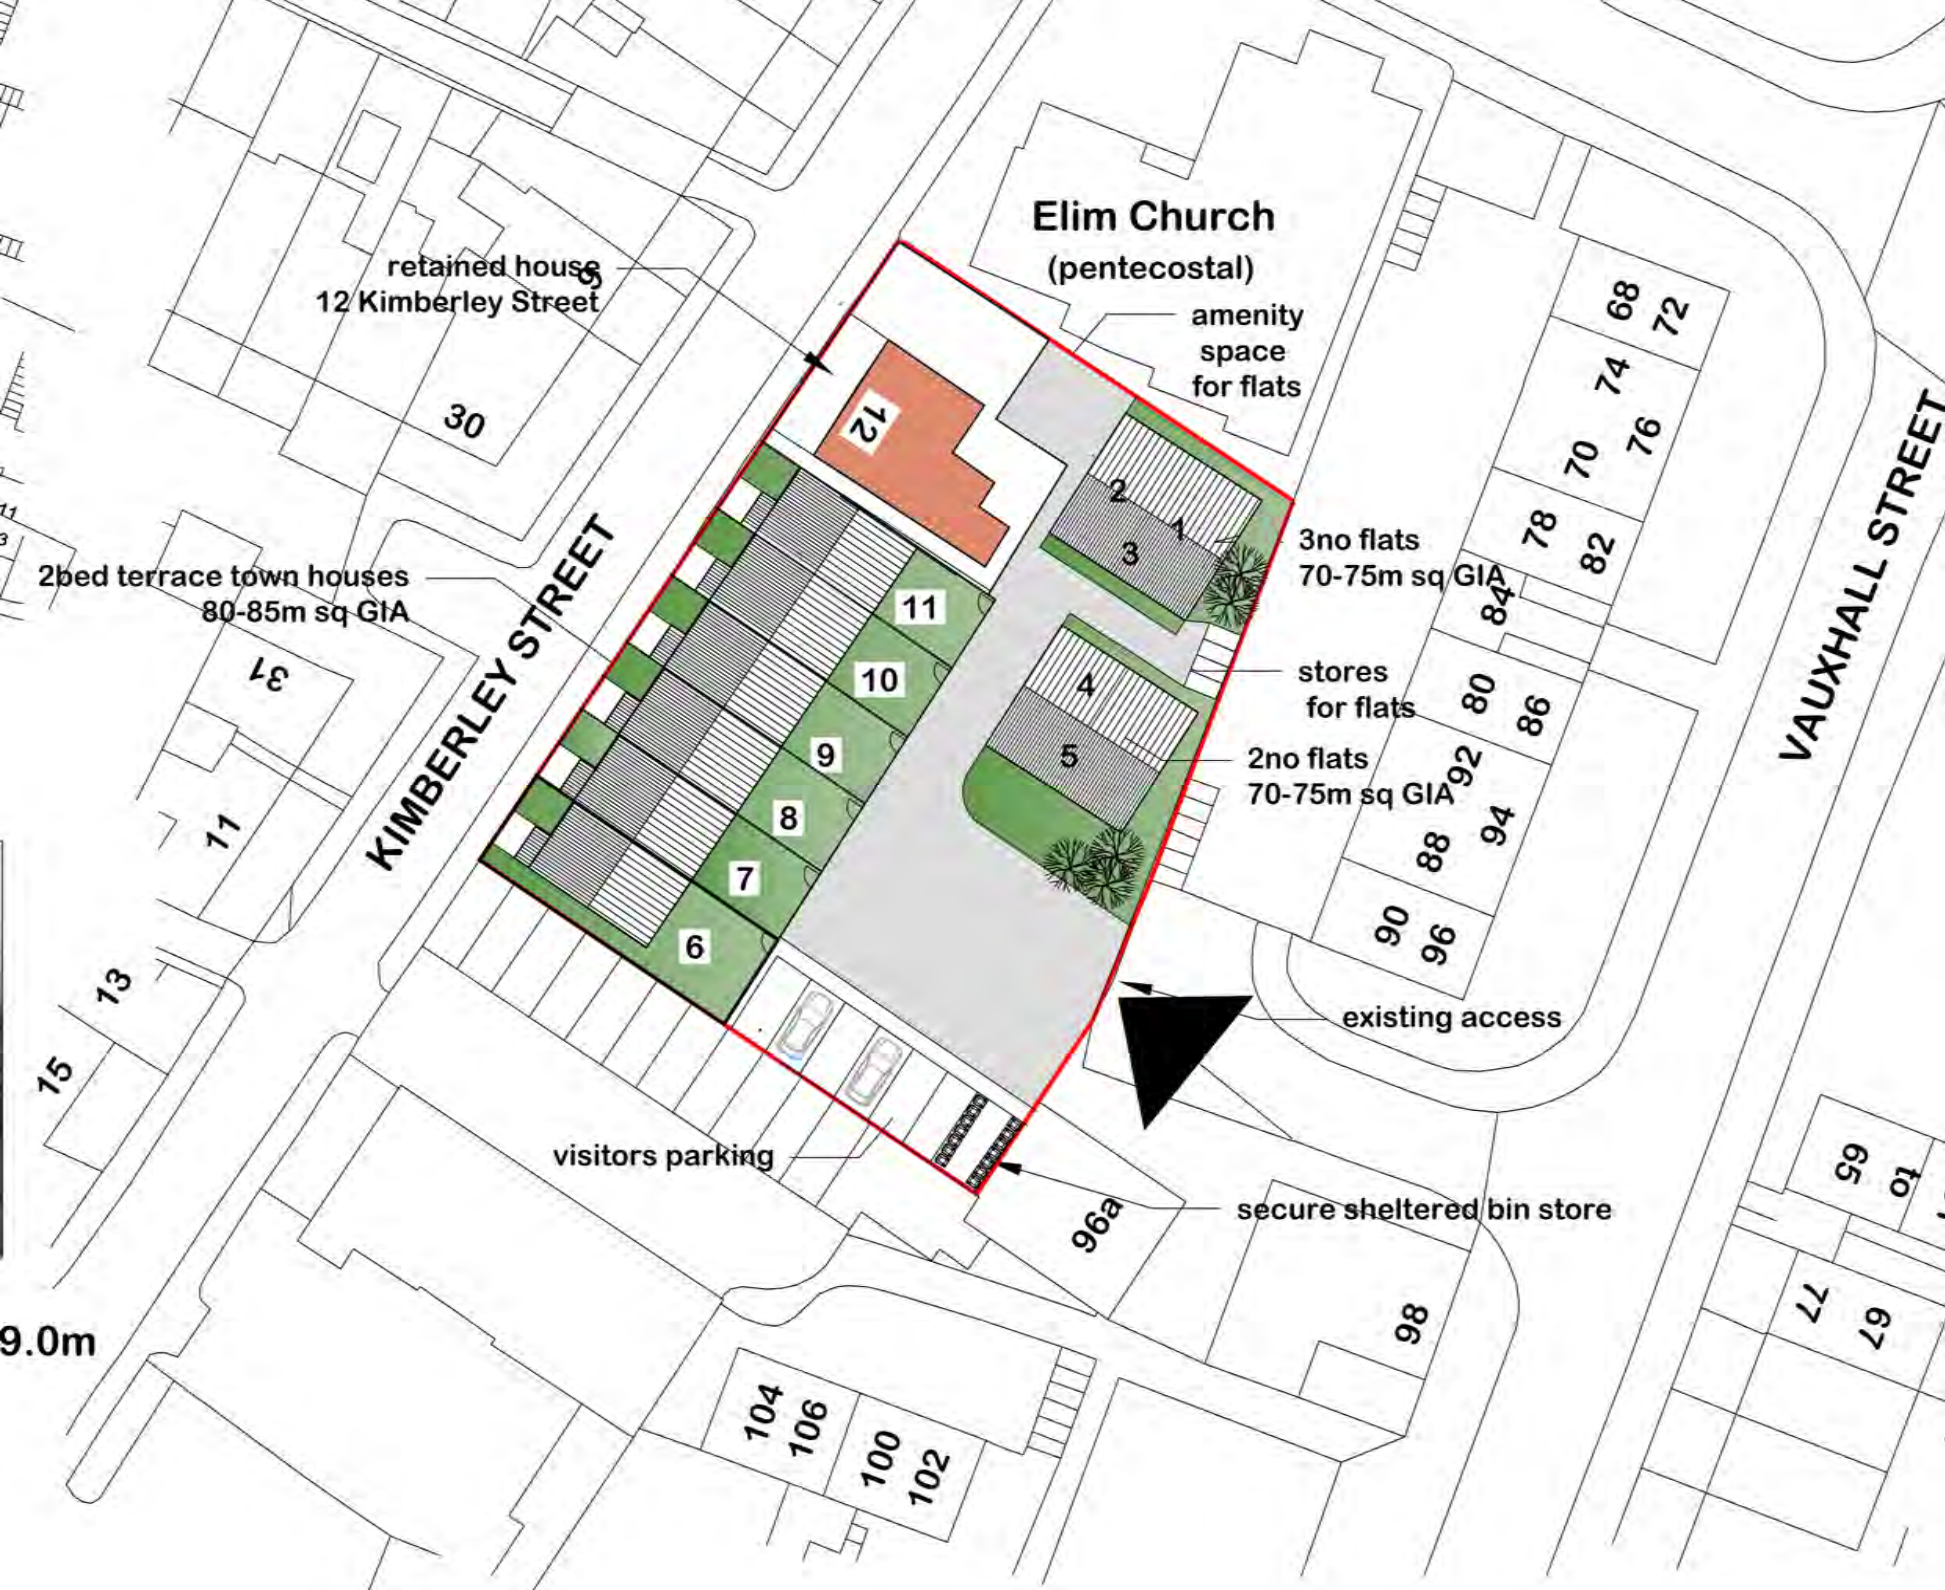 Elim Church
(pentecostal)
retained house
12 Kimberley Street
9
amenity
space
for flats
68
72
74
76
70
78
82
84
80
86
92
94
88
90
96
30
12
2
1
3
3no flats
70-75m sq GIA
11
3
2bed terrace town houses
80-85m sq GIA
KIMBERLEY STREET
VAUXHALL STREET
31
11
13
15
11
10
9
8
7
6
4
5
stores
for flats
2no flats
70-75m sq GIA
existing access
visitors parking
secure sheltered bin store
96a
98
65
to
77
67
9.0m
104
106
100
102